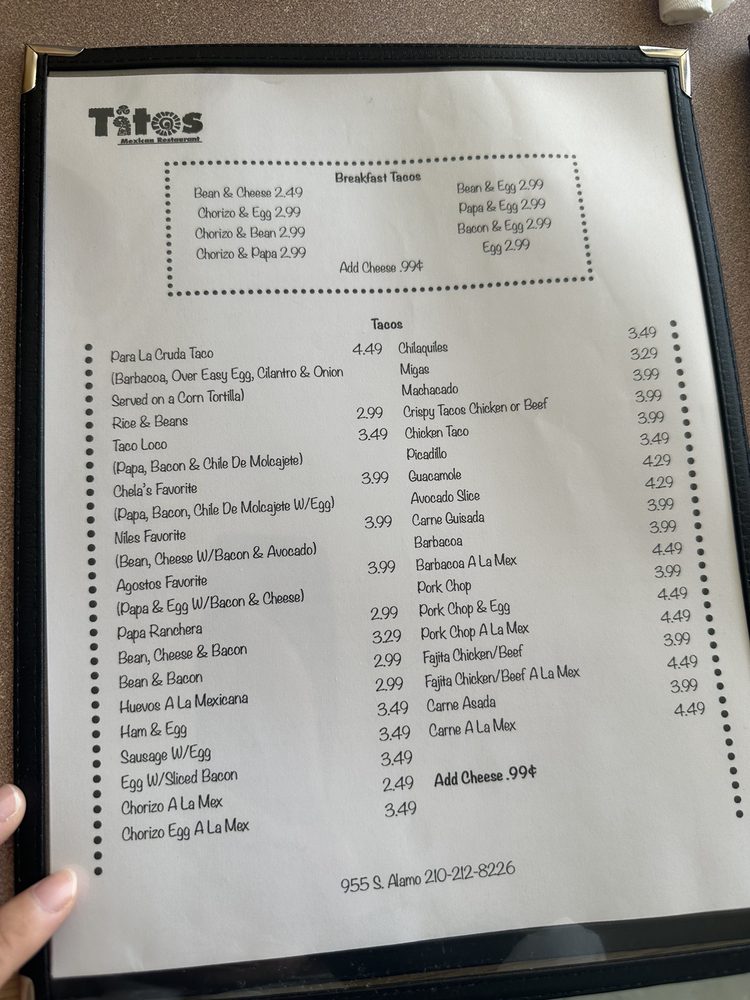 Titos
Mexican Restaurant
Breakfast Tacos
Bean & Cheese 2.49
Chorizo & Egg 2.99
Chorizo & Bean 2.99
Chorizo & Papa 2.99
Bean & Egg 2.99
Papa & Egg 2.99
Bacon & Egg 2.99
Egg 2.99
Add Cheese .99¢
Tacos
Para La Cruda Taco 4.49
(Barbacoa, Over Easy Egg, Cilantro & Onion
Served on a Corn Tortilla)
Rice & Beans 2.99
Taco Loco 3.49
(Papa, Bacon & Chile De Molcajete)
Chela's Favorite 3.99
(Papa, Bacon, Chile De Molcajete W/Egg)
Niles Favorite 3.99
(Bean, Cheese W/Bacon & Avocado)
Agostos Favorite 3.99
(Papa & Egg W/Bacon & Cheese)
Papa Ranchera 2.99
Bean, Cheese & Bacon 3.29
Bean & Bacon 2.99
Huevos A La Mexicana 2.99
Ham & Egg 3.49
Sausage W/Egg 3.49
Egg W/Sliced Bacon 3.49
Chorizo A La Mex 2.49
Chorizo Egg A La Mex 3.49
Chilaquiles 3.49
Migas 3.29
Machacado 3.99
Crispy Tacos Chicken or Beef 3.99
Chicken Taco 3.99
Picadillo 3.49
Guacamole 4.29
Avocado Slice 4.29
Carne Guisada 3.99
Barbacoa 3.99
Barbacoa A La Mex 4.49
Pork Chop 3.99
Pork Chop & Egg 4.49
Pork Chop A La Mex 4.49
Fajita Chicken/Beef 3.99
Fajita Chicken/Beef A La Mex 4.49
Carne Asada 3.99
Carne A La Mex 4.49
Add Cheese .99¢
955 S. Alamo 210-212-8226